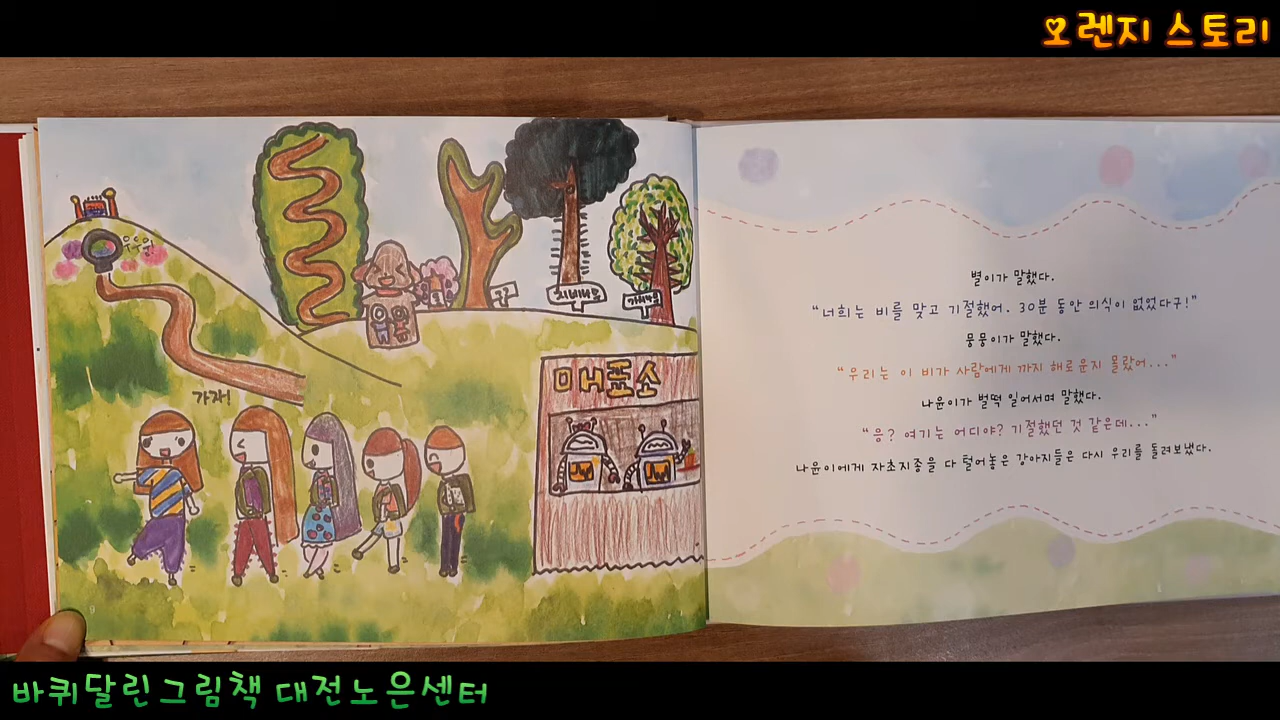 오렌지 스토리
가자!
매표소
별이가 말했다.
"너희는 비를 맞고 기절했어. 30분 동안 의식이 없었다구!"
뭉뭉이가 말했다.
"우리는 이 비가 사람에게 까지 해로운지 몰랐어..."
나윤이가 벌떡 일어서며 말했다.
"응? 여기는 어디야? 기절했던 것 같은데..."
나윤이에게 자초지종을 다 털어놓은 강아지들은 다시 우리를 돌려보냈다.
바퀴달린그림책 대전노은센터